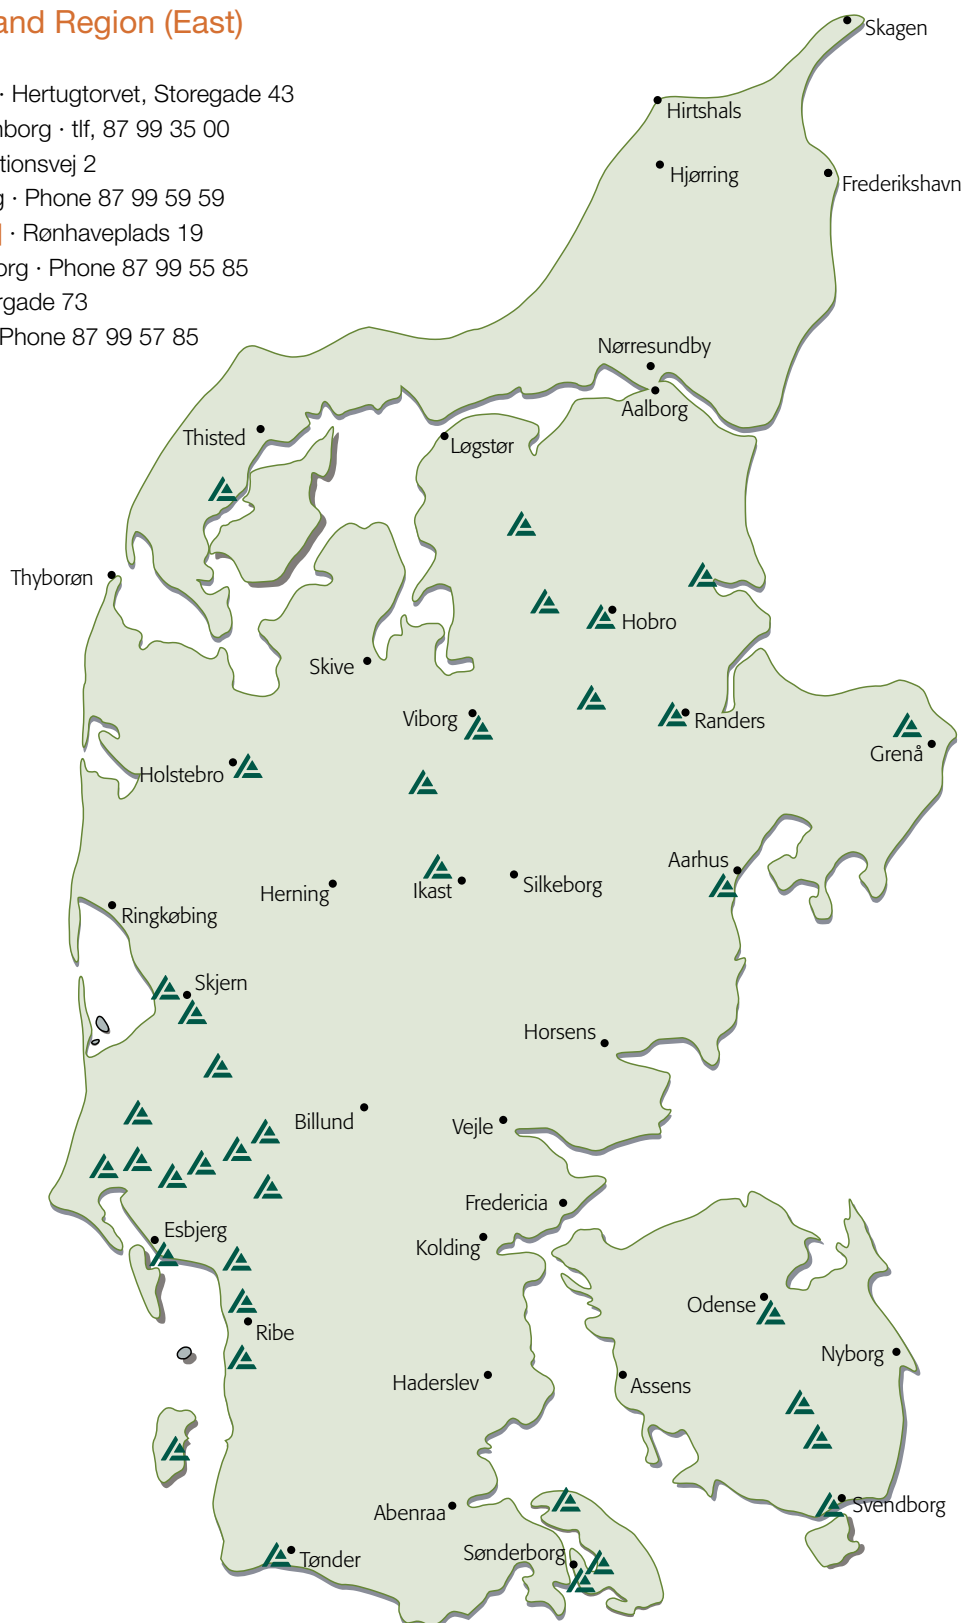 and Region (East)
· Hertugtorvet, Storegade 43
nborg · tlf, 87 99 35 00
tionsvej 2
g · Phone 87 99 59 59
· Rønhaveplads 19
org · Phone 87 99 55 85
rgade 73
Phone 87 99 57 85
Skagen
Hirtshals
Hjørring
Frederikshavn
Nørresundby
Aalborg
Thisted
Løgstør
Thyborøn
Hobro
Skive
Viborg
Randers
Grenå
Holstebro
Aarhus
Herning
Ikast
Silkeborg
Ringkøbing
Skjern
Horsens
Billund
Vejle
Fredericia
Esbjerg
Kolding
Odense
Ribe
Nyborg
Haderslev
Assens
Abenraa
Svendborg
Sønderborg
Tønder